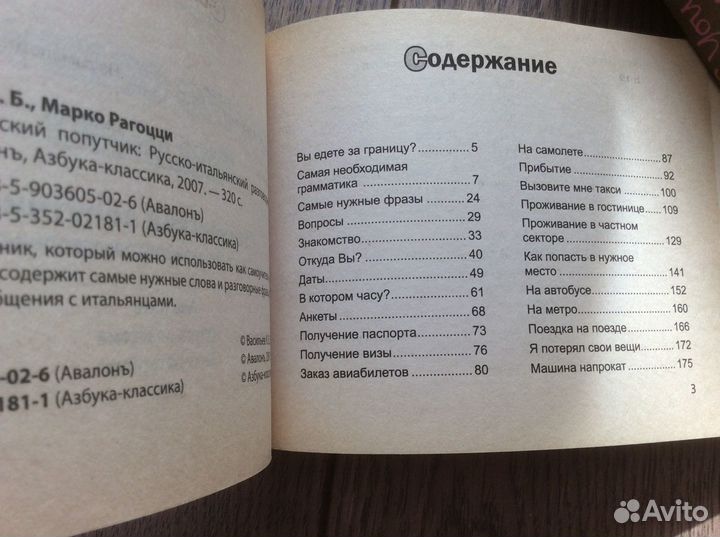 . Б., Марко Рагоцци
ский попутчик: Русско-итальянский
нъ, Азбука-классика, 2007. — 320 с.
-5-903605-02-6 (Авалонъ)
-5-352-02181-1 (Азбука-классика)
ник, который можно использовать как
содержит самые нужные слова и разговорные
бщения с итальянцами.
© Васильев
© Авалонъ,
© Азбука-
-02-6 (Авалонъ)
181-1 (Азбука-классика)
Содержание
Вы едете за границу? 5
Самая необходимая
грамматика 7
Самые нужные фразы 24
Вопросы 29
Знакомство 33
Откуда Вы? 40
Даты 49
В котором часу? 61
Анкеты 68
Получение паспорта 73
Получение визы 76
Заказ авиабилетов 80
На самолете 87
Прибытие 92
Вызовите мне такси 100
Проживание в гостинице 109
Проживание в частном
секторе 129
Как попасть в нужное
место 141
На автобусе 152
На метро 160
Поездка на поезде 166
Я потерял свои вещи 172
Машина напрокат 175
3
Avito